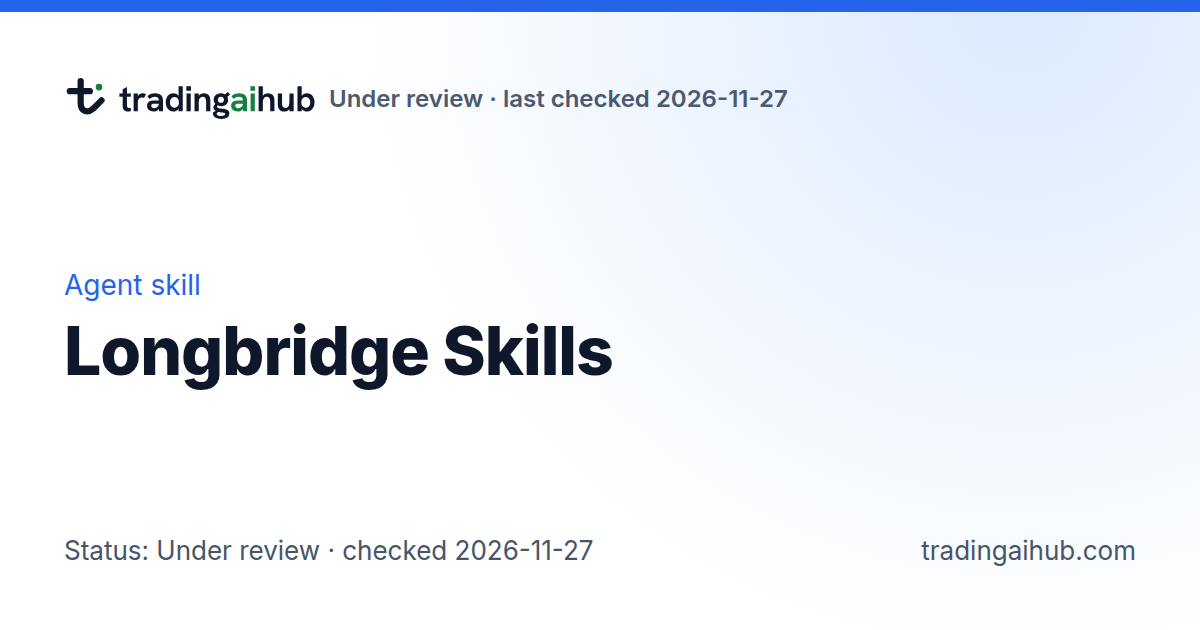 tradingaihub Under review · last checked 2026-11-27
Agent skill
Longbridge Skills
Status: Under review · checked 2026-11-27
tradingaihub.com